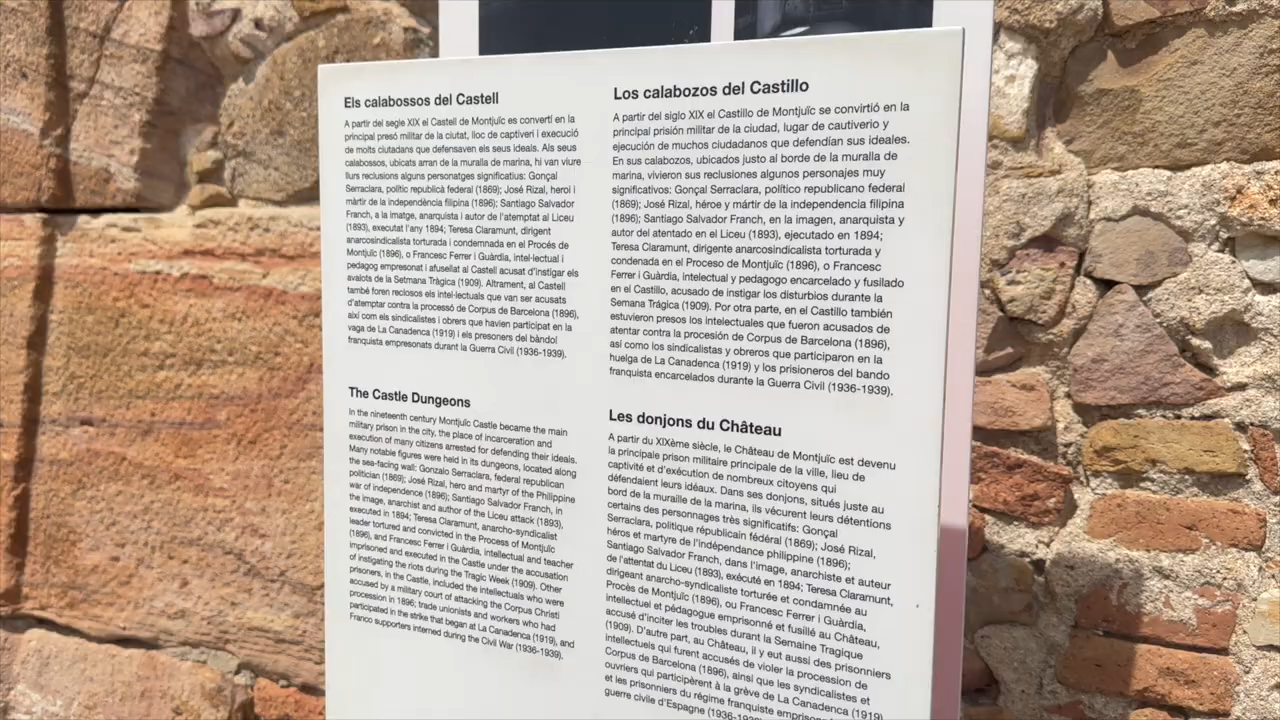 Els calabossos del Castell
A partir del segle XIX el Castell de Montjuïc es convertí en la
principal presó militar de la ciutat, lloc de captiveri i execució
de molts ciutadans que defensaven els seus ideals. Als seus
calabossos, ubicats arran de la muralla de marina, hi van viure
llurs reclusions alguns personatges significatius: Gonçal
Serraclara, polític republicà federal (1869); José Rizal, heroi i
màrtir de la independència filipina (1896); Santiago Salvador
Franch, a la imatge, anarquista i autor de l'atemptat al Liceu
(1893), executat l'any 1894; Teresa Claramunt, dirigent
anarcosindicalista torturada i condemnada en el Procés de
Montjuïc (1896), o Francesc Ferrer i Guàrdia, intel·lectual i
pedagog empresonat i afusellat al Castell acusat d'instigar els
avalots de la Setmana Tràgica (1909). Altrament, al Castell
també foren reclosos els intel·lectuals que van ser acusats
d'atemptar contra la processó de Corpus de Barcelona (1896),
així com els sindicalistes i obrers que havien participat en la
vaga de La Canadenca (1919) i els presoners del bàndol
franquista empresonats durant la Guerra Civil (1936-1939).
Los calabozos del Castillo
A partir del siglo XIX el Castillo de Montjuïc se convirtió en la
principal prisión militar de la ciudad, lugar de cautiverio y
ejecución de muchos ciudadanos que defendían sus ideales.
En sus calabozos, ubicados justo al borde de la muralla de
marina, vivieron sus reclusiones algunos personajes muy
significativos: Gonçal Serraclara, político republicano federal
(1869); José Rizal, héroe y mártir de la independencia filipina
(1896); Santiago Salvador Franch, en la imagen, anarquista y
autor del atentado en el Liceu (1893), ejecutado en 1894;
Teresa Claramunt, dirigente anarcosindicalista torturada y
condenada en el Proceso de Montjuïc (1896), o Francesc
Ferrer i Guàrdia, intelectual y pedagogo encarcelado y fusilado
en el Castillo, acusado de instigar los disturbios durante la
Semana Trágica (1909). Por otra parte, en el Castillo también
estuvieron presos los intelectuales que fueron acusados de
atentar contra la procesión de Corpus de Barcelona (1896),
así como los sindicalistas y obreros que participaron en la
huelga de La Canadenca (1919) y los prisioneros del bando
franquista encarcelados durante la Guerra Civil (1936-1939).
The Castle Dungeons
In the nineteenth century Montjuïc Castle became the main
military prison in the city, the place of incarceration and
execution of many citizens arrested for defending their ideals.
Many notable figures were held in its dungeons, located along
the sea-facing wall: Gonzalo Serraclara, federal republican
politician (1869); José Rizal, hero and martyr of the Philippine
war of independence (1896); Santiago Salvador Franch, in
the image, anarchist and author of the Liceu attack (1893),
executed in 1894; Teresa Claramunt, anarcho-syndicalist
leader tortured and convicted in the Process of Montjuïc
(1896), and Francesc Ferrer i Guàrdia, intellectual and teacher
imprisoned and executed in the Castle under the accusation
of instigating the riots during the Tragic Week (1909). Other
prisoners, in the Castle, included the intellectuals who were
accused by a military court of attacking the Corpus Christi
procession in 1896; trade unionists and workers who had
participated in the strike that began at La Canadenca (1919), and
Franco supporters interned during the Civil War (1936-1939).
Les donjons du Château
A partir du XIXème siècle, le Château de Montjuïc est devenu
la principale prison militaire principale de la ville, lieu de
captivité et d'exécution de nombreux citoyens qui
défendaient leurs idéaux. Dans ses donjons, situés juste au
bord de la muraille de la marina, ils vécurent leurs détentions
certains des personnages très significatifs: Gonçal
Serraclara, politique républicain fédéral (1869); José Rizal,
héros et martyre de l'indépendance philippine (1896);
Santiago Salvador Franch, dans l'image, anarchiste et auteur
de l'attentat du Liceu (1893), exécuté en 1894; Teresa Claramunt,
dirigeant anarcho-syndicaliste torturée et condamnée au
Procès de Montjuïc (1896), ou Francesc Ferrer i Guàrdia,
intellectuel et pédagogue emprisonné et fusillé au Château,
accusé d'inciter les troubles durant la Semaine Tragique
(1909). D'autre part, au Château, il y eut aussi des prisonniers
intellectuels qui furent accusés de violer la procession de
Corpus de Barcelona (1896), ainsi que les syndicalistes et
ouvriers qui participèrent à la grève de La Canadenca (1919)
et les prisonniers du régime franquiste
guerre civile d'Espagne